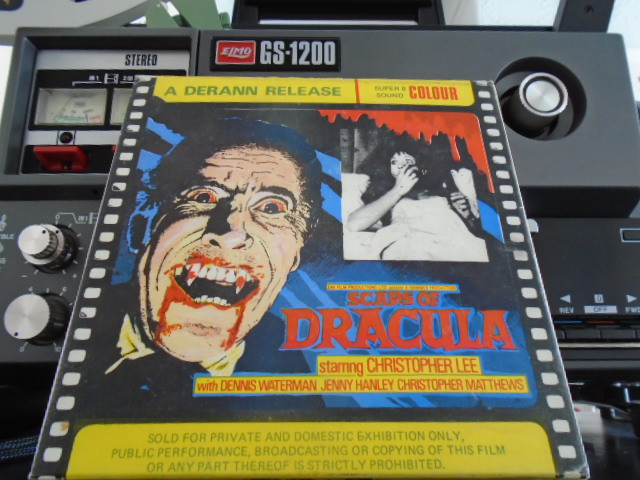 STEREO
ELMO GS-1200
A DERANN RELEASE
SUPER 8
SOUND COLOUR
SCARS OF
DRACULA
starring CHRISTOPHER LEE
with DENNIS WATERMAN JENNY HANLEY CHRISTOPHER MATTHEWS
SOLD FOR PRIVATE AND DOMESTIC EXHIBITION ONLY,
PUBLIC PERFORMANCE, BROADCASTING OR COPYING OF THIS FILM
OR ANY PART THEREOF IS STRICTLY PROHIBITED.
REV
OFF